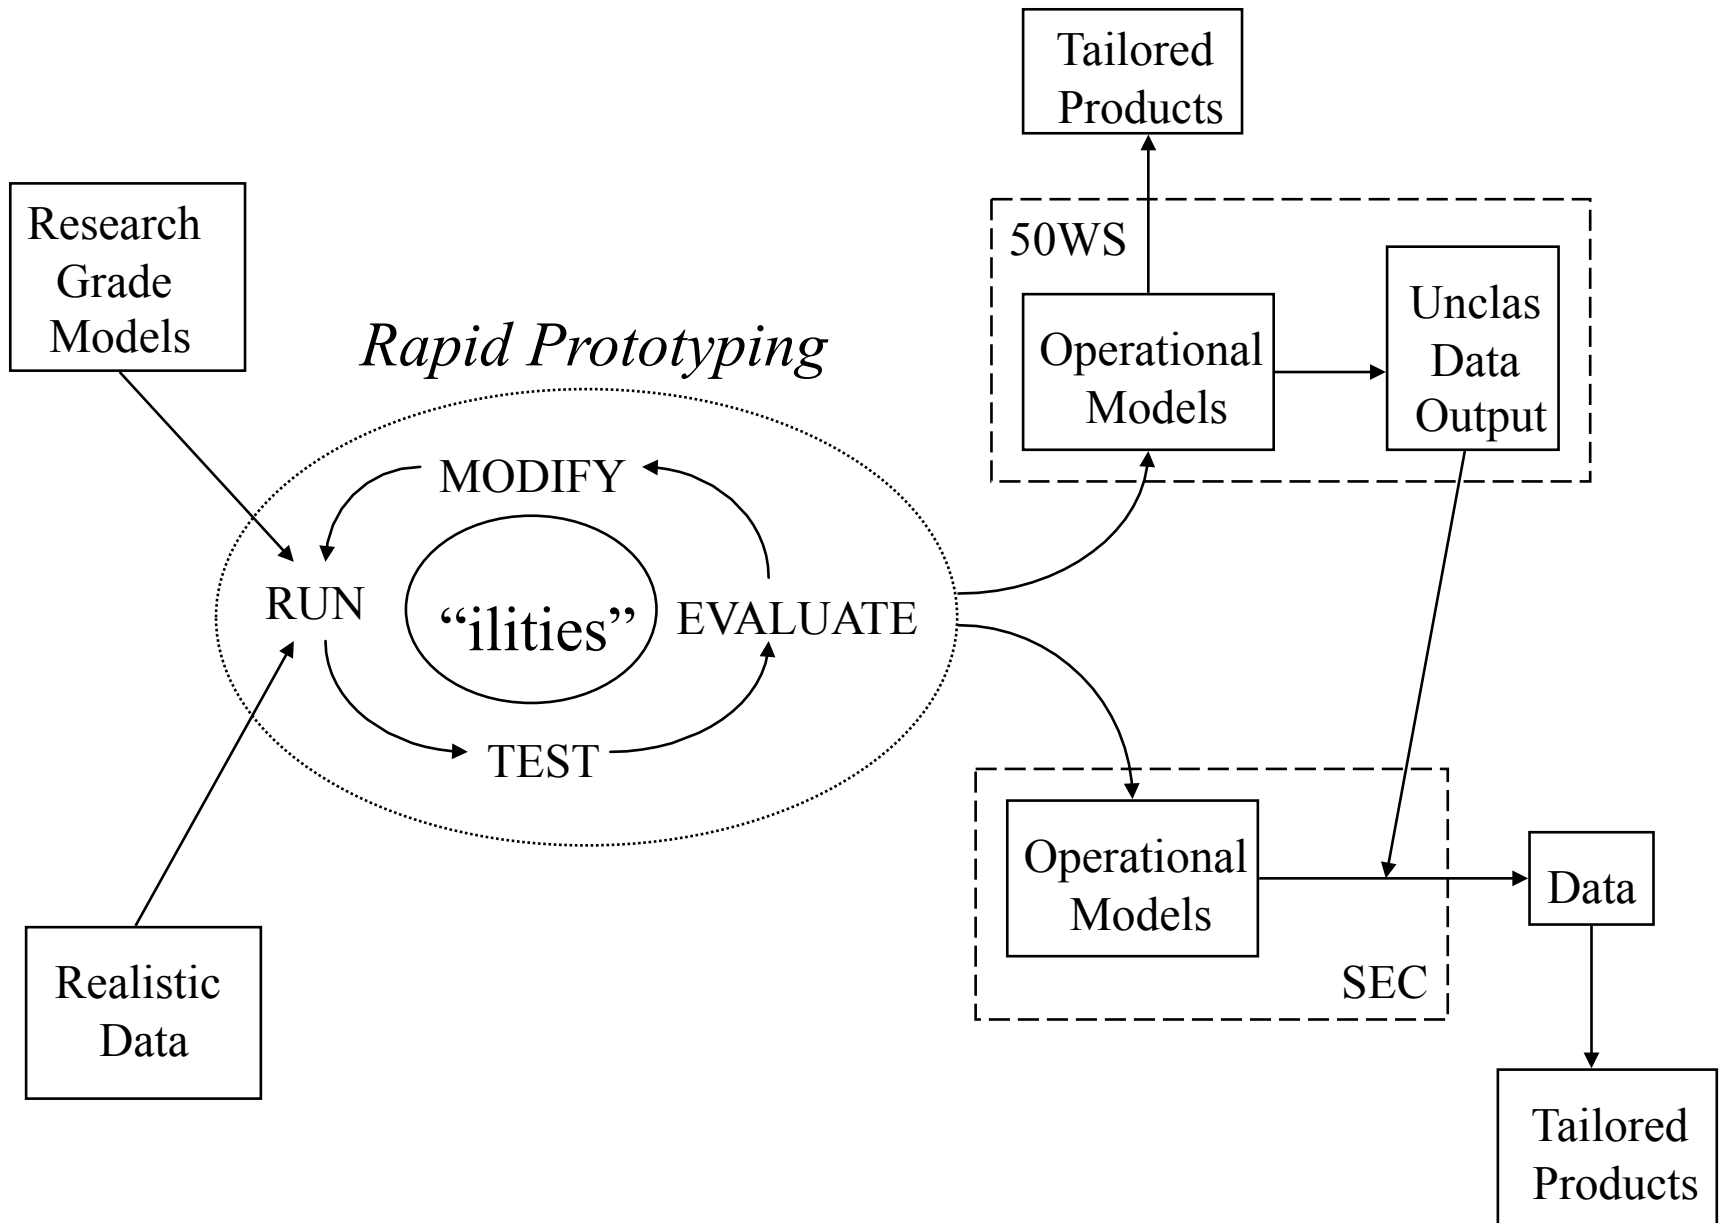 Tailored
Products
Research
Grade
Models
50WS
Operational
Models
Unclas
Data
Output
Rapid Prototyping
MODIFY
RUN
“ilities”
EVALUATE
TEST
Operational
Models
SEC
Data
Realistic
Data
Tailored
Products